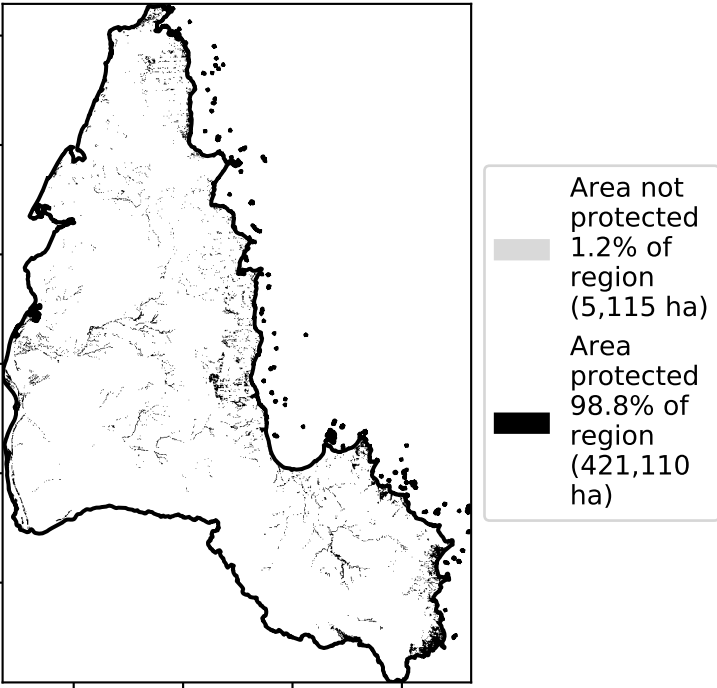 Area not
protected
1.2% of
region
(5,115 ha)
Area
protected
98.8% of
region
(421,110
ha)